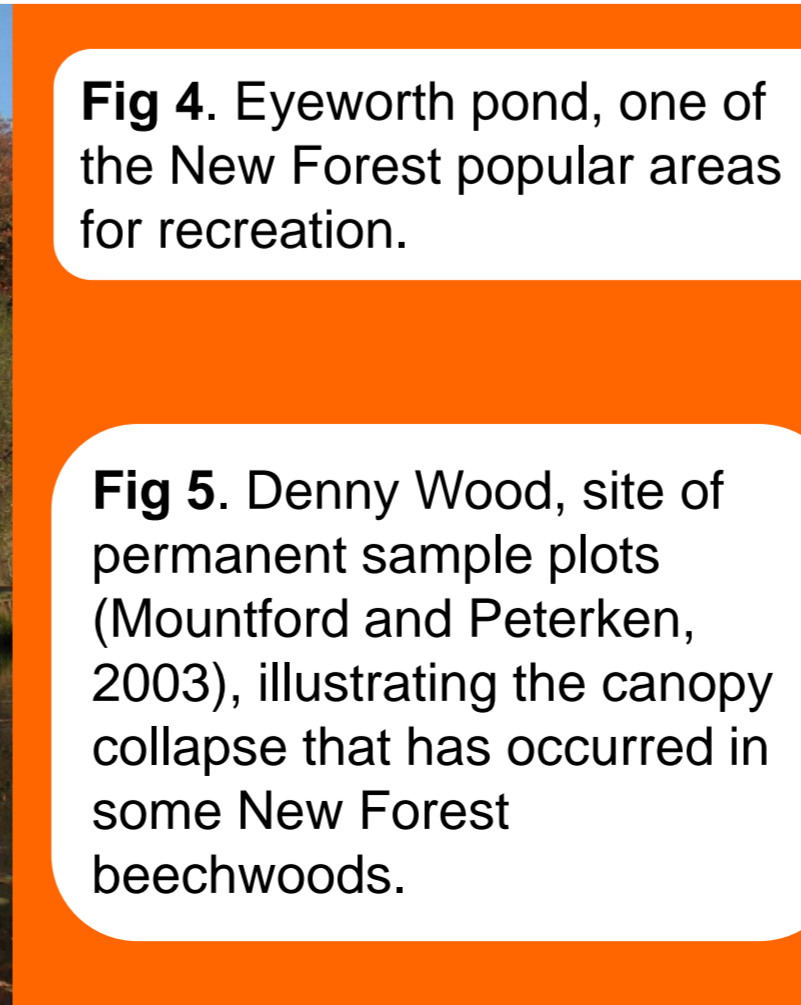 Fig 4. Eyeworth pond, one of
the New Forest popular areas
for recreation.
Fig 5. Denny Wood, site of
permanent sample plots
(Mountford and Peterken,
2003), illustrating the canopy
collapse that has occurred in
some New Forest
beechwoods.